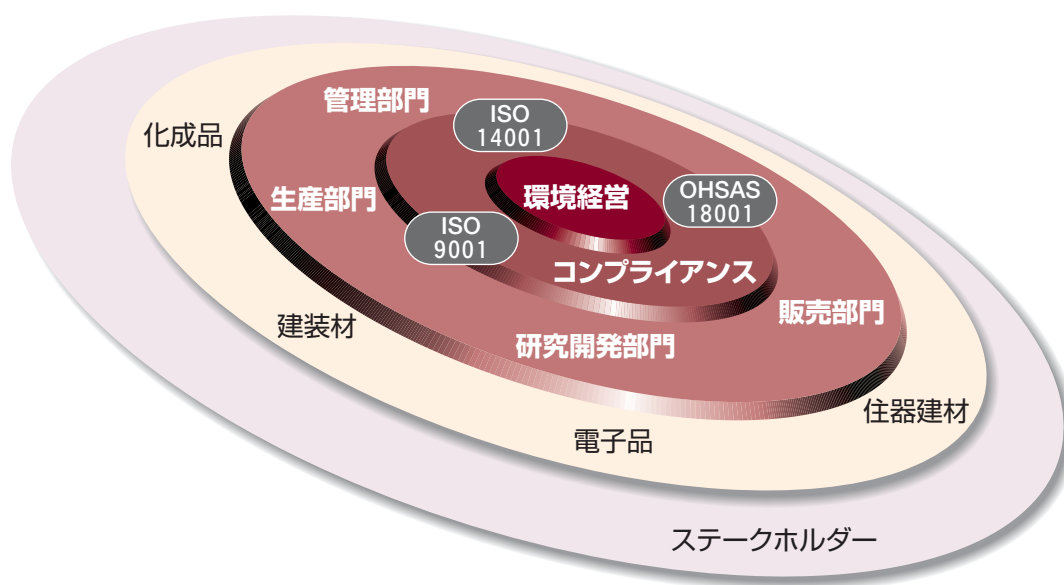 管理部門
ISO
14001
化成品
環境経営
OHSAS
18001
生産部門
ISO
9001
コンプライアンス
販売部門
建装材
研究開発部門
住器建材
電子品
ステークホルダー